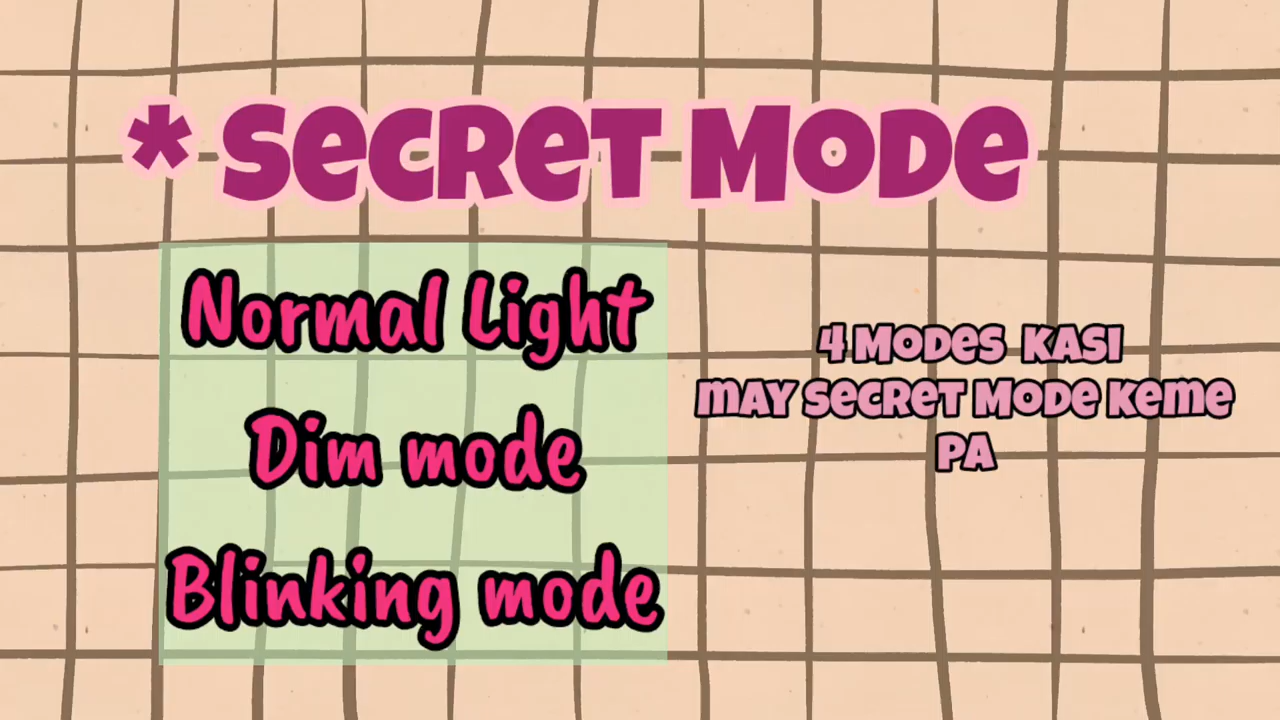 * Secret Mode
Normal Light
Dim mode
Blinking mode
4 Modes KASI
may Secret Mode Keme
PA